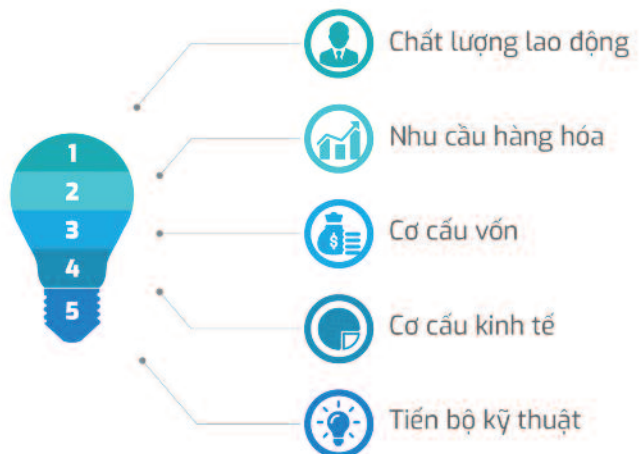 1
Chất lượng lao động
2
Nhu cầu hàng hóa
3
Cơ cấu vốn
4
Cơ cấu kinh tế
5
Tiến bộ kỹ thuật
$